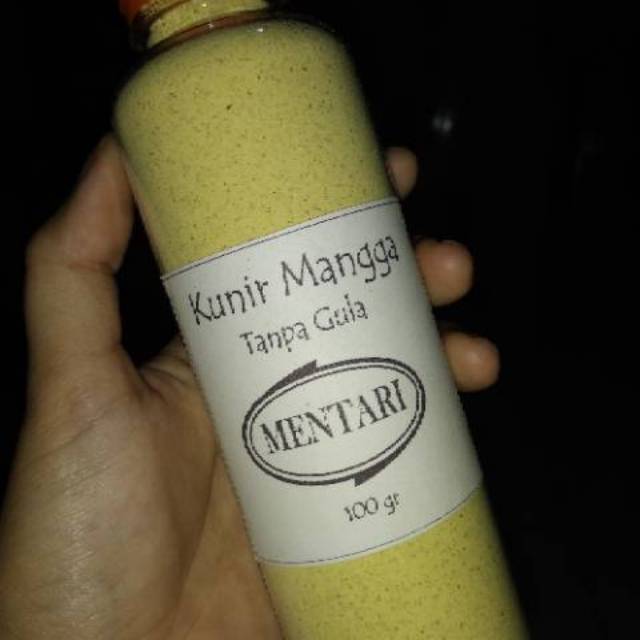 Kunir Mangga
Tanpa Gula
MENTARI
100 gr